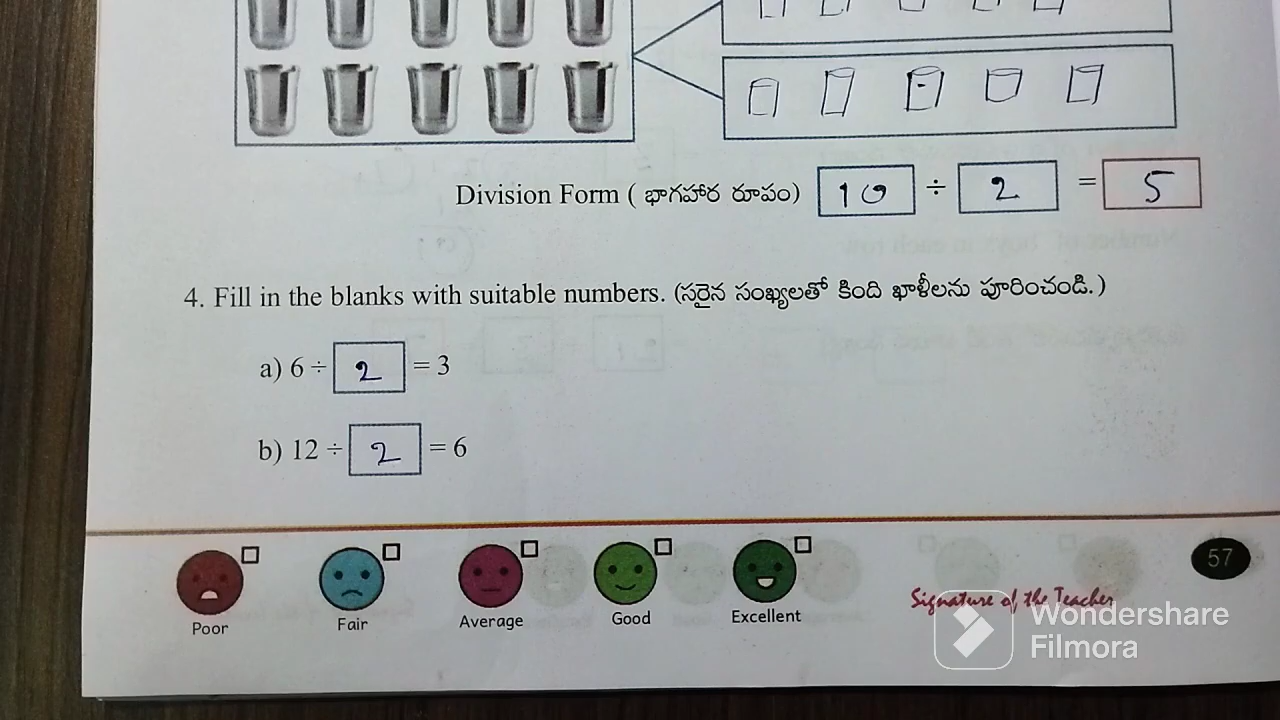 Division Form ( భాగహార రూపం) 10 ÷ 2 = 5
4. Fill in the blanks with suitable numbers. (సరైన సంఖ్యలతో కింది ఖాళీలను పూరించండి.)
a) 6 ÷ 2 = 3
b) 12 ÷ 2 = 6
Poor Fair Average Good Excellent
57
Signature of the Teacher
Wondershare
Filmora